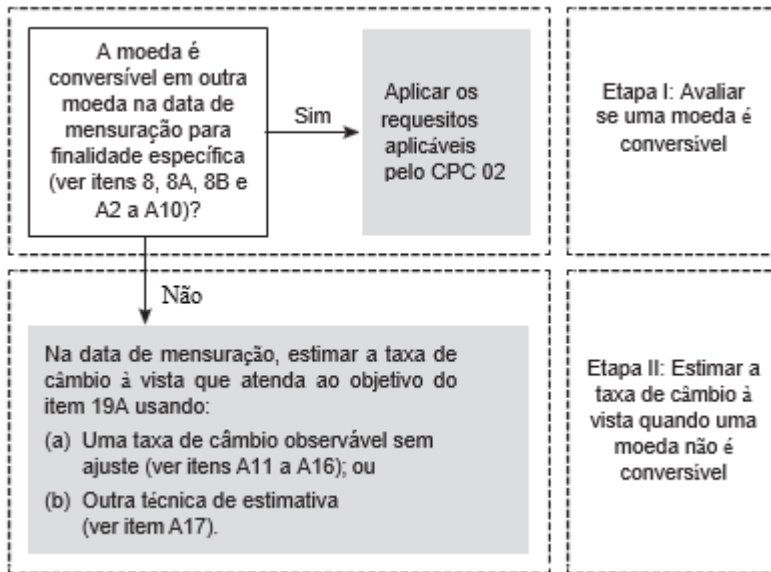 A moeda é
conversível em outra
moeda na data de
mensuração para
finalidade específica
(ver itens 8, 8A, 8B e
A2 a A10)?
Sim
Aplicar os
requesitos
aplicáveis
pelo CPC 02
Etapa I: Avaliar
se uma moeda é
conversível
Não
Na data de mensuração, estimar a taxa de
câmbio à vista que atenda ao objetivo do
item 19A usando:
(a) Uma taxa de câmbio observável sem
ajuste (ver itens A11 a A16); ou
(b) Outra técnica de estimativa
(ver item A17).
Etapa II: Estimar a
taxa de câmbio à
vista quando uma
moeda não é
conversível